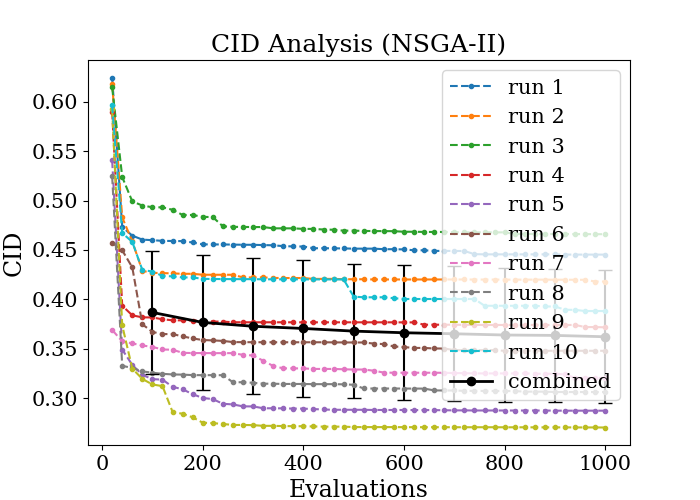 CID Analysis (NSGA-II)
CID
0.60
0.55
0.50
0.45
0.40
0.35
0.30
run 1
run 2
run 3
run 4
run 5
run 6
run 7
run 8
run 9
run 10
combined
0 200 400 600 800 1000
Evaluations